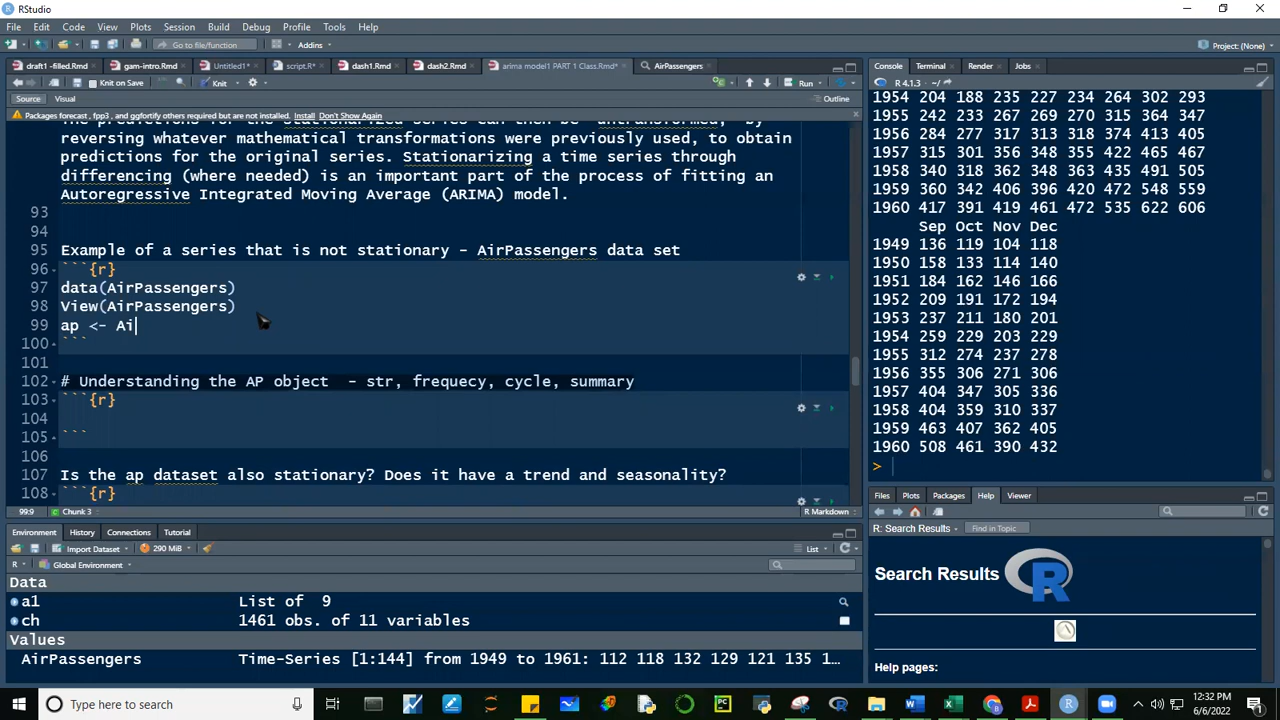 RStudio
File Edit Code View Plots Session Build Debug Profile Tools Help
Go to file/function Addins Project: (None)
draft1 -filled.Rmd gam-intro.Rmd Untitled1* script.R* dash1.Rmd dash2.Rmd arima model1 PART 1 Class.Rmd* AirPassengers
Knit on Save Knit Run
Source Visual Outline
Packages forecast, fpp3, and ggfortify others required but are not installed. Install Don't Show Again
The predictions for the stationarized series can then be "untransformed," by
reversing whatever mathematical transformations were previously used, to obtain
predictions for the original series. Stationarizing a time series through
differencing (where needed) is an important part of the process of fitting an
Autoregressive Integrated Moving Average (ARIMA) model.
93
94
95 Example of a series that is not stationary - AirPassengers data set
96 ```{r}
97 data(AirPassengers)
98 View(AirPassengers)
99 ap <- Ai
100 ```
101
102 # Understanding the AP object  - str, frequecy, cycle, summary
103 ```{r}
104
105 ```
106
107 Is the ap dataset also stationary? Does it have a trend and seasonality?
108 ```{r}
99:9 Chunk 3 R Markdown
Environment History Connections Tutorial
Import Dataset 290 MiB List
R Global Environment
Data
a1 List of  9
ch 1461 obs. of 11 variables
Values
AirPassengers Time-Series [1:144] from 1949 to 1961: 112 118 132 129 121 135 1…
Console Terminal Render Jobs
R 4.1.3 · ~/
1954 204 188 235 227 234 264 302 293
1955 242 233 267 269 270 315 364 347
1956 284 277 317 313 318 374 413 405
1957 315 301 356 348 355 422 465 467
1958 340 318 362 348 363 435 491 505
1959 360 342 406 396 420 472 548 559
1960 417 391 419 461 472 535 622 606
Sep Oct Nov Dec
1949 136 119 104 118
1950 158 133 114 140
1951 184 162 146 166
1952 209 191 172 194
1953 237 211 180 201
1954 259 229 203 229
1955 312 274 237 278
1956 355 306 271 306
1957 404 347 305 336
1958 404 359 310 337
1959 463 407 362 405
1960 508 461 390 432
>
Files Plots Packages Help Viewer
R: Search Results Find in Topic
Search Results R
Help pages:
Type here to search
12:32 PM
6/6/2022